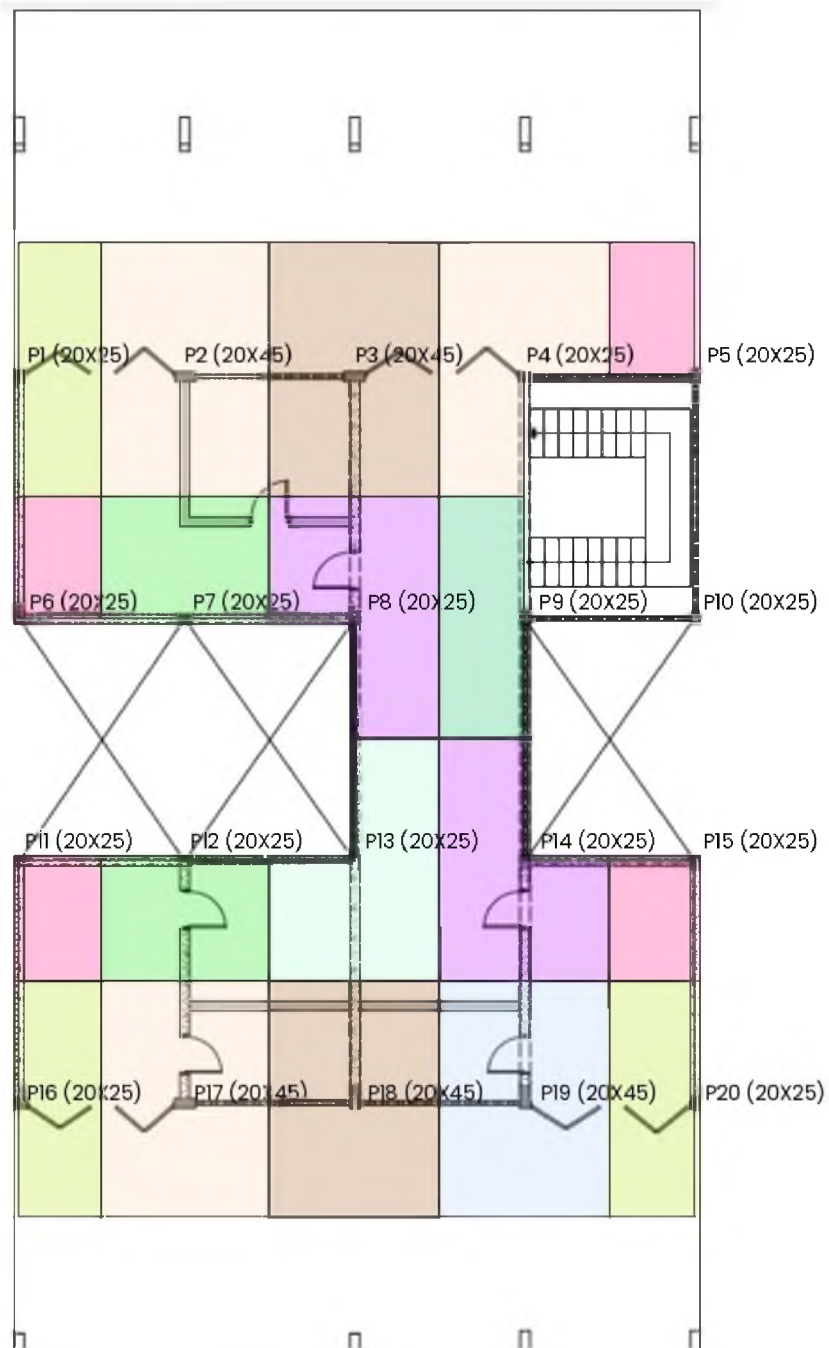 P1 (20X25)
P2 (20X45)
P3 (20X45)
P4 (20X25)
P5 (20X25)
P6 (20X25)
P7 (20X25)
P8 (20X25)
P9 (20X25)
P10 (20X25)
P11 (20X25)
P12 (20X25)
P13 (20X25)
P14 (20X25)
P15 (20X25)
P16 (20X25)
P17 (20X45)
P18 (20X45)
P19 (20X45)
P20 (20X25)